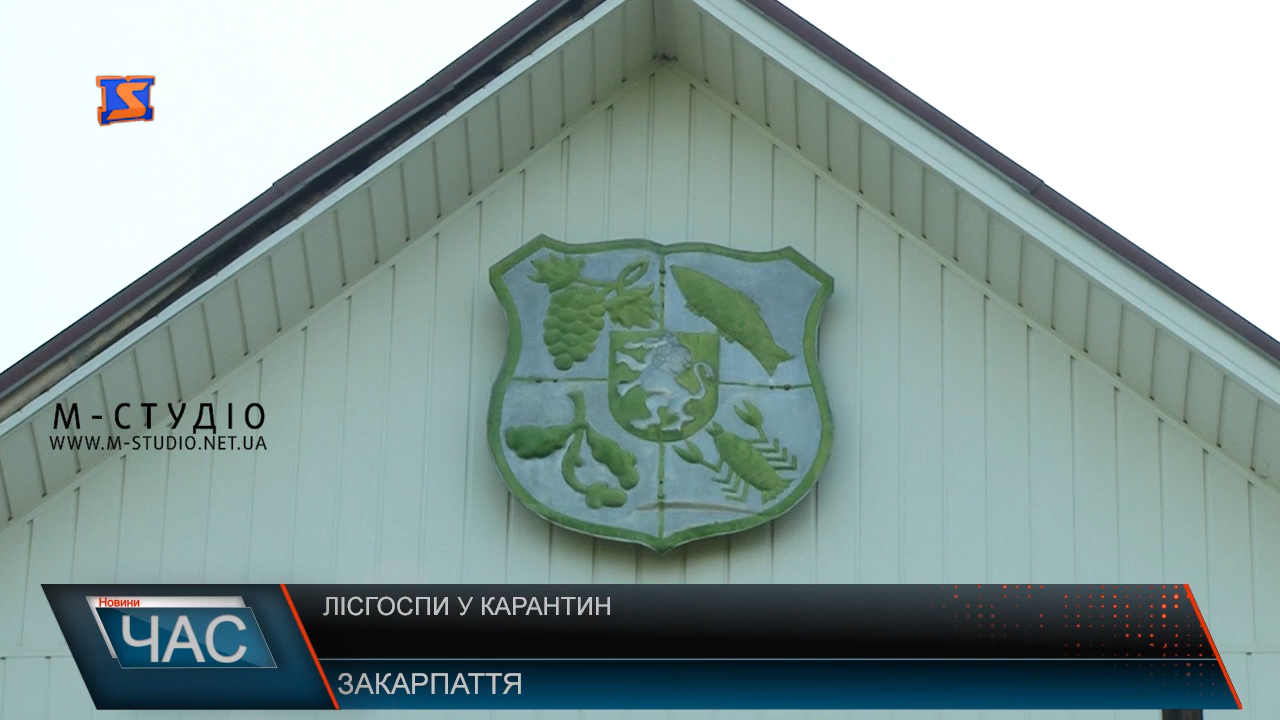 М-СТУДІО
WWW.M-STUDIO.NET.UA
Новини
ЧАС
ЛІСГОСПИ У КАРАНТИН
ЗАКАРПАТТЯ